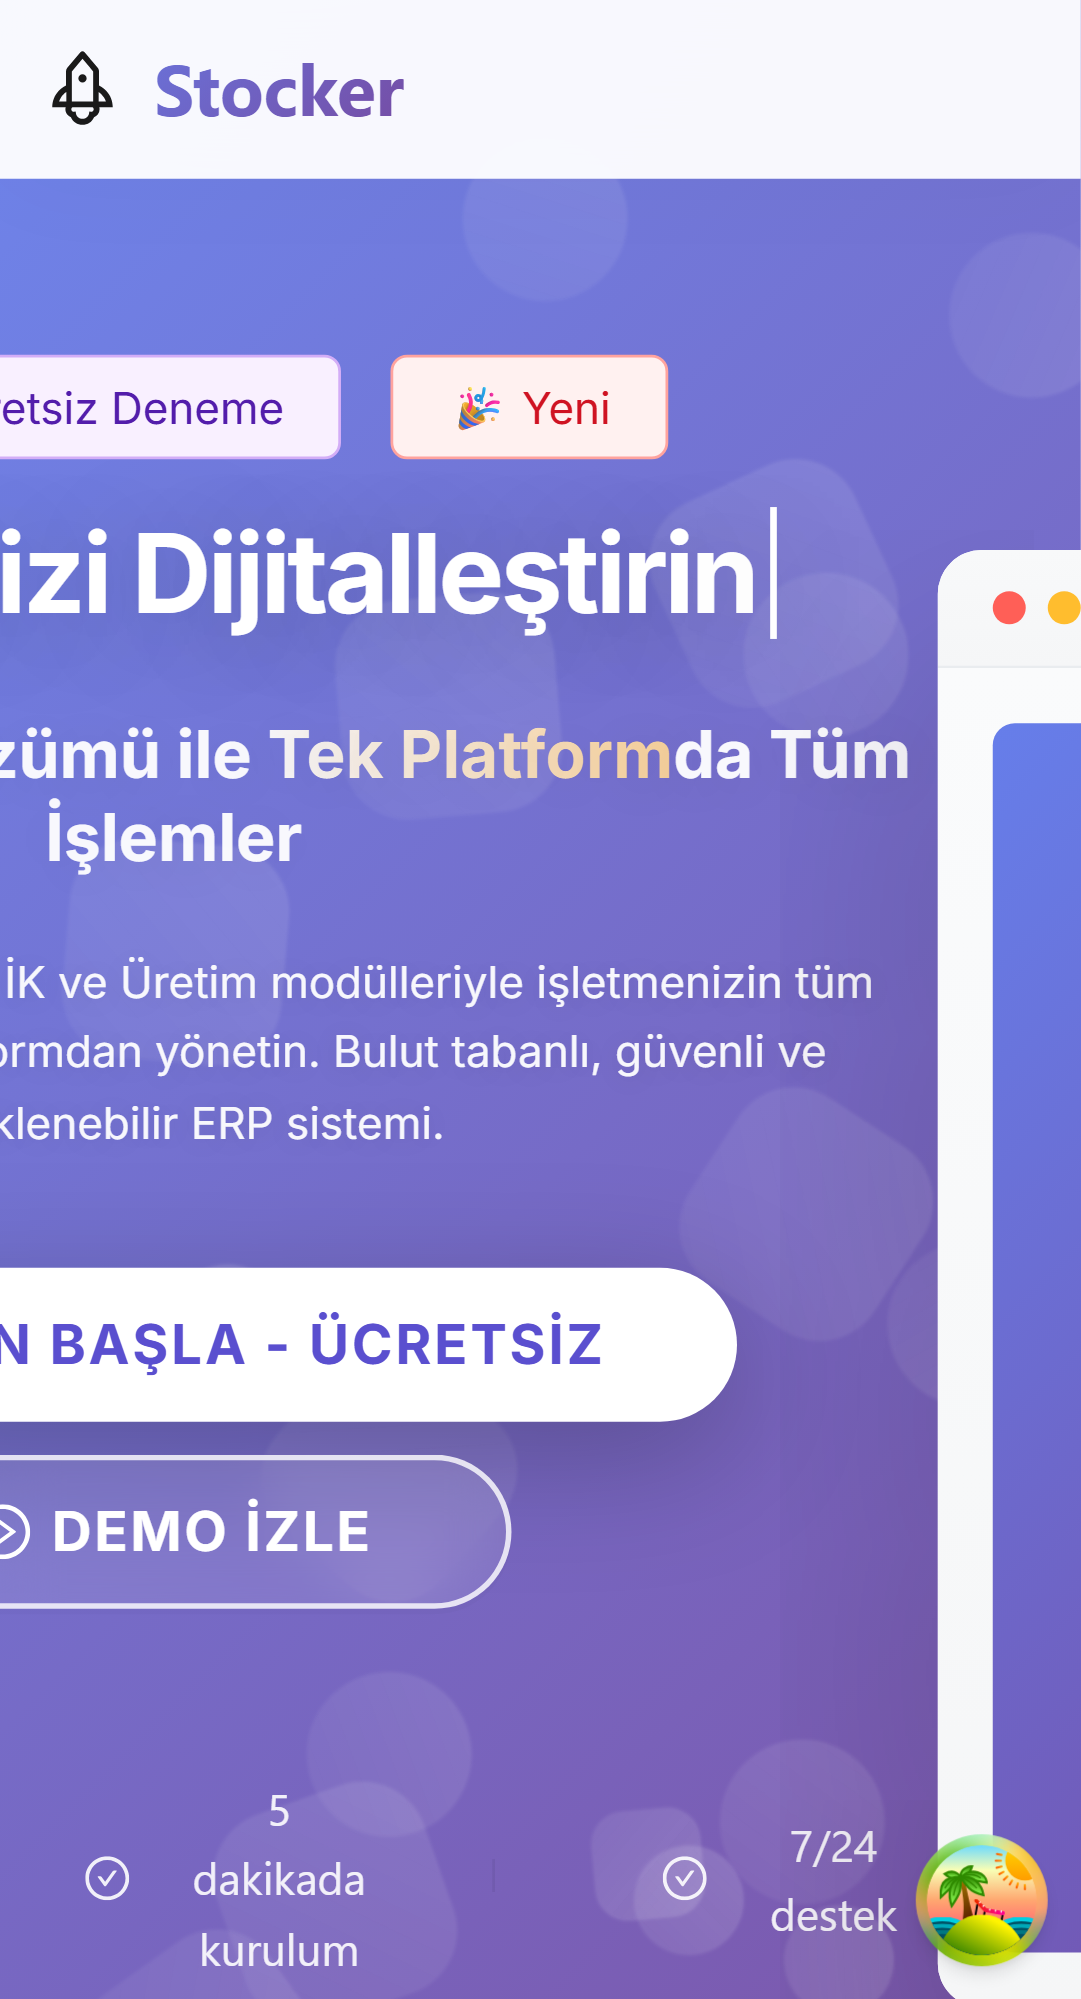 Stocker
etsiz Deneme
Yeni
izi Dijitalleştirin
zümü ile Tek Platformda Tüm
İşlemler
İK ve Üretim modülleriyle işletmenizin tüm
ormdan yönetin. Bulut tabanlı, güvenli ve
klenebilir ERP sistemi.
N BAŞLA - ÜCRETSİZ
DEMO İZLE
5
dakikada
kurulum
7/24
destek